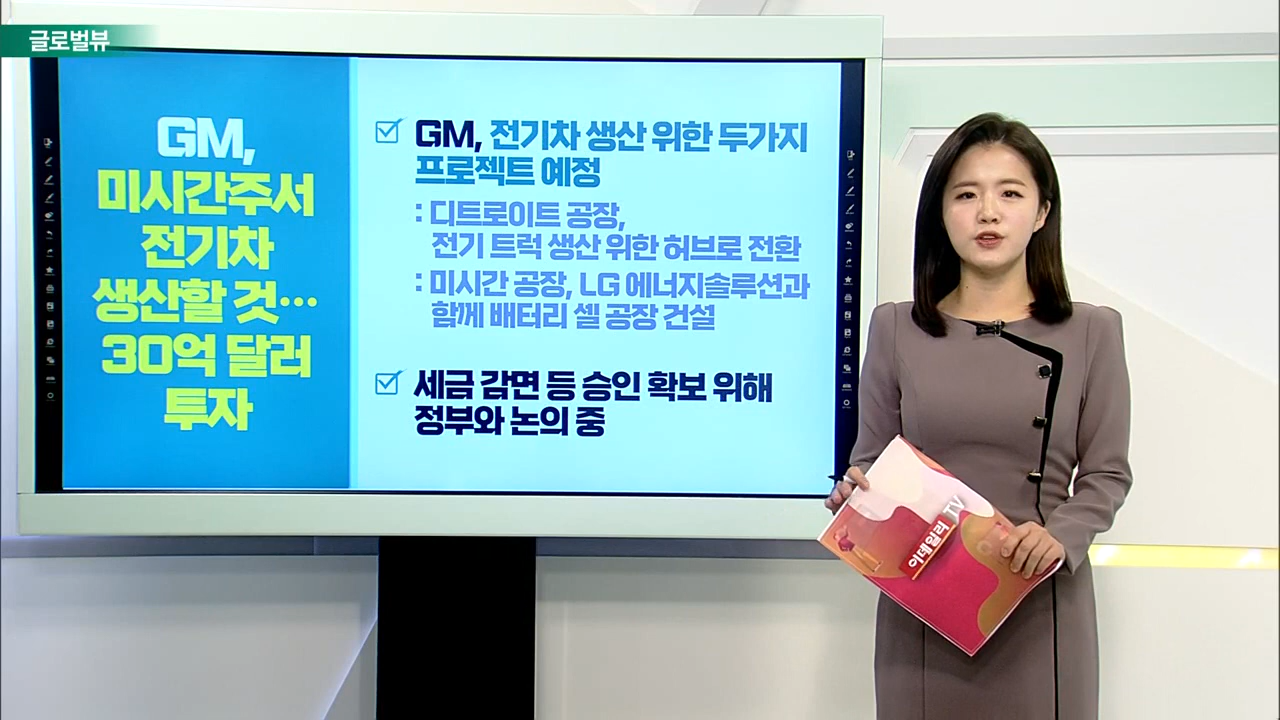 글로벌뷰
GM,
미시간주서
전기차
생산할 것…
30억 달러
투자
GM, 전기차 생산 위한 두가지
프로젝트 예정
: 디트로이트 공장,
전기 트럭 생산 위한 허브로 전환
: 미시간 공장, LG 에너지솔루션과
함께 배터리 셀 공장 건설
세금 감면 등 승인 확보 위해
정부와 논의 중
이데일리 TV